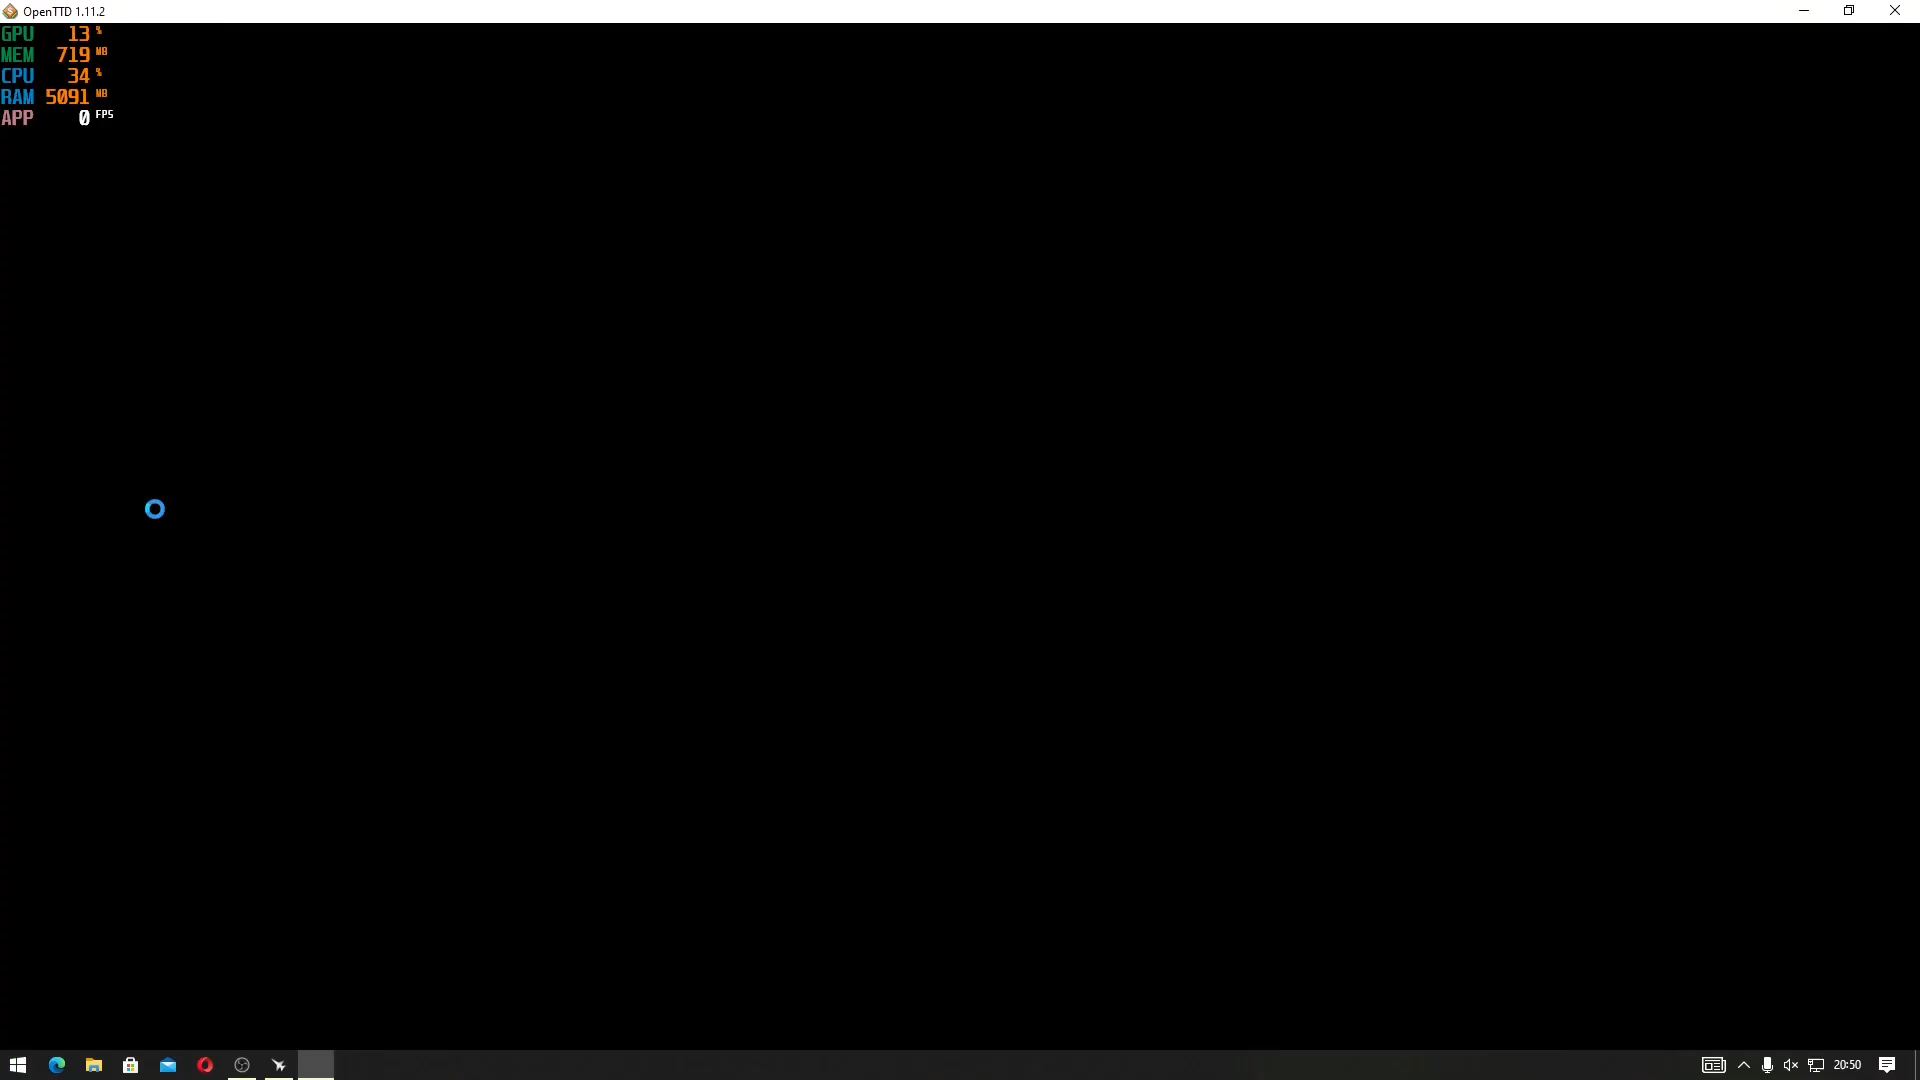 OpenTTD 1.11.2
GPU 13 %
MEM 719 MB
CPU 34 %
RAM 5091 MB
APP 0 FPS
20:50